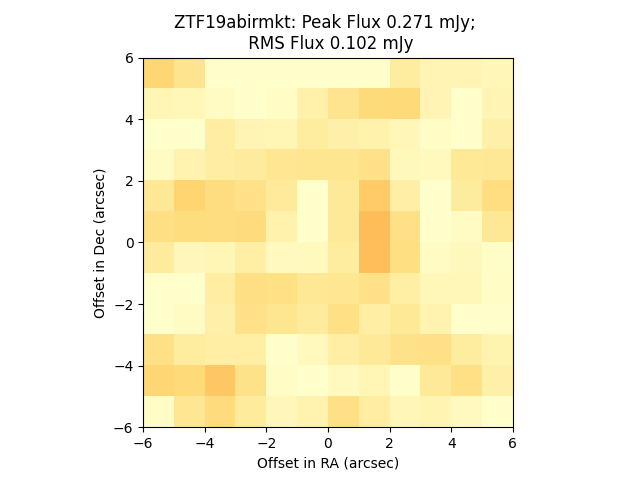 ZTF19abirmkt: Peak Flux 0.271 mJy;
RMS Flux 0.102 mJy
6
4
2
0
−2
−4
−6
Offset in Dec (arcsec)
−6 −4 −2 0 2 4 6
Offset in RA (arcsec)